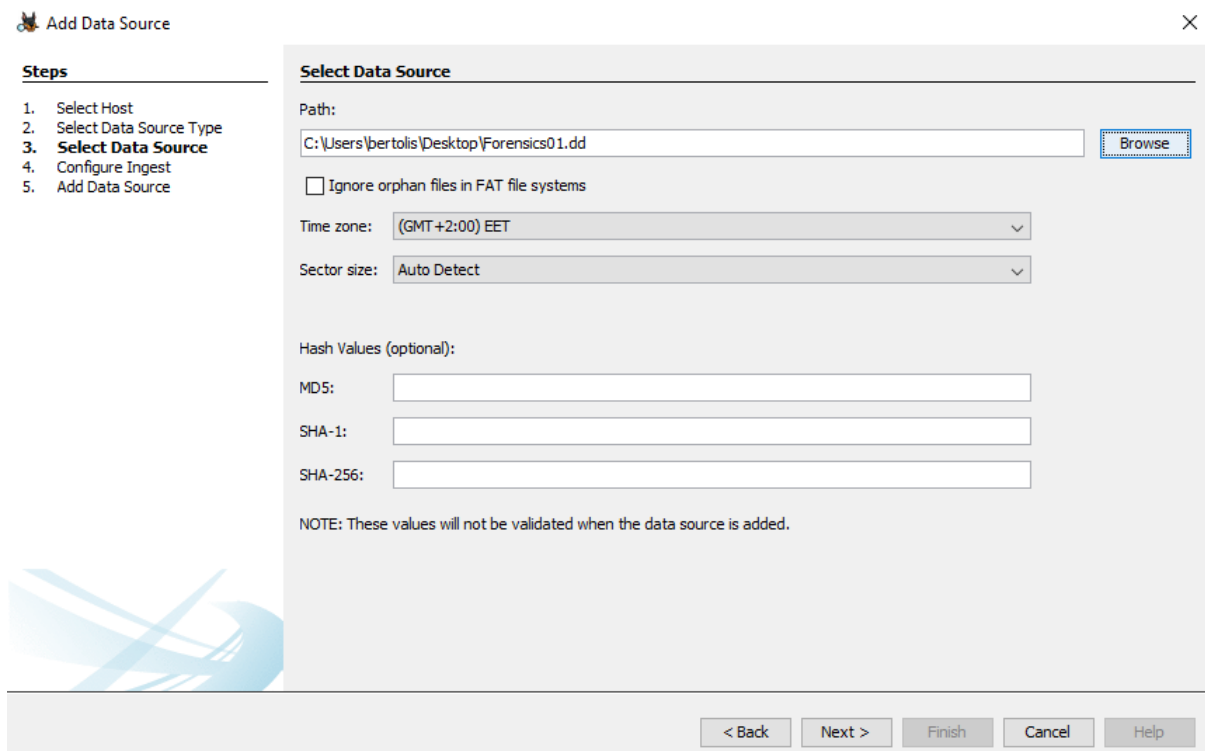 Add Data Source
Steps
1. Select Host
2. Select Data Source Type
3. Select Data Source
4. Configure Ingest
5. Add Data Source
Select Data Source
Path:
C:\Users\bertolis\Desktop\Forensics01.dd
Browse
Ignore orphan files in FAT file systems
Time zone: (GMT+2:00) EET
Sector size: Auto Detect
Hash Values (optional):
MD5:
SHA-1:
SHA-256:
NOTE: These values will not be validated when the data source is added.
< Back Next > Finish Cancel Help